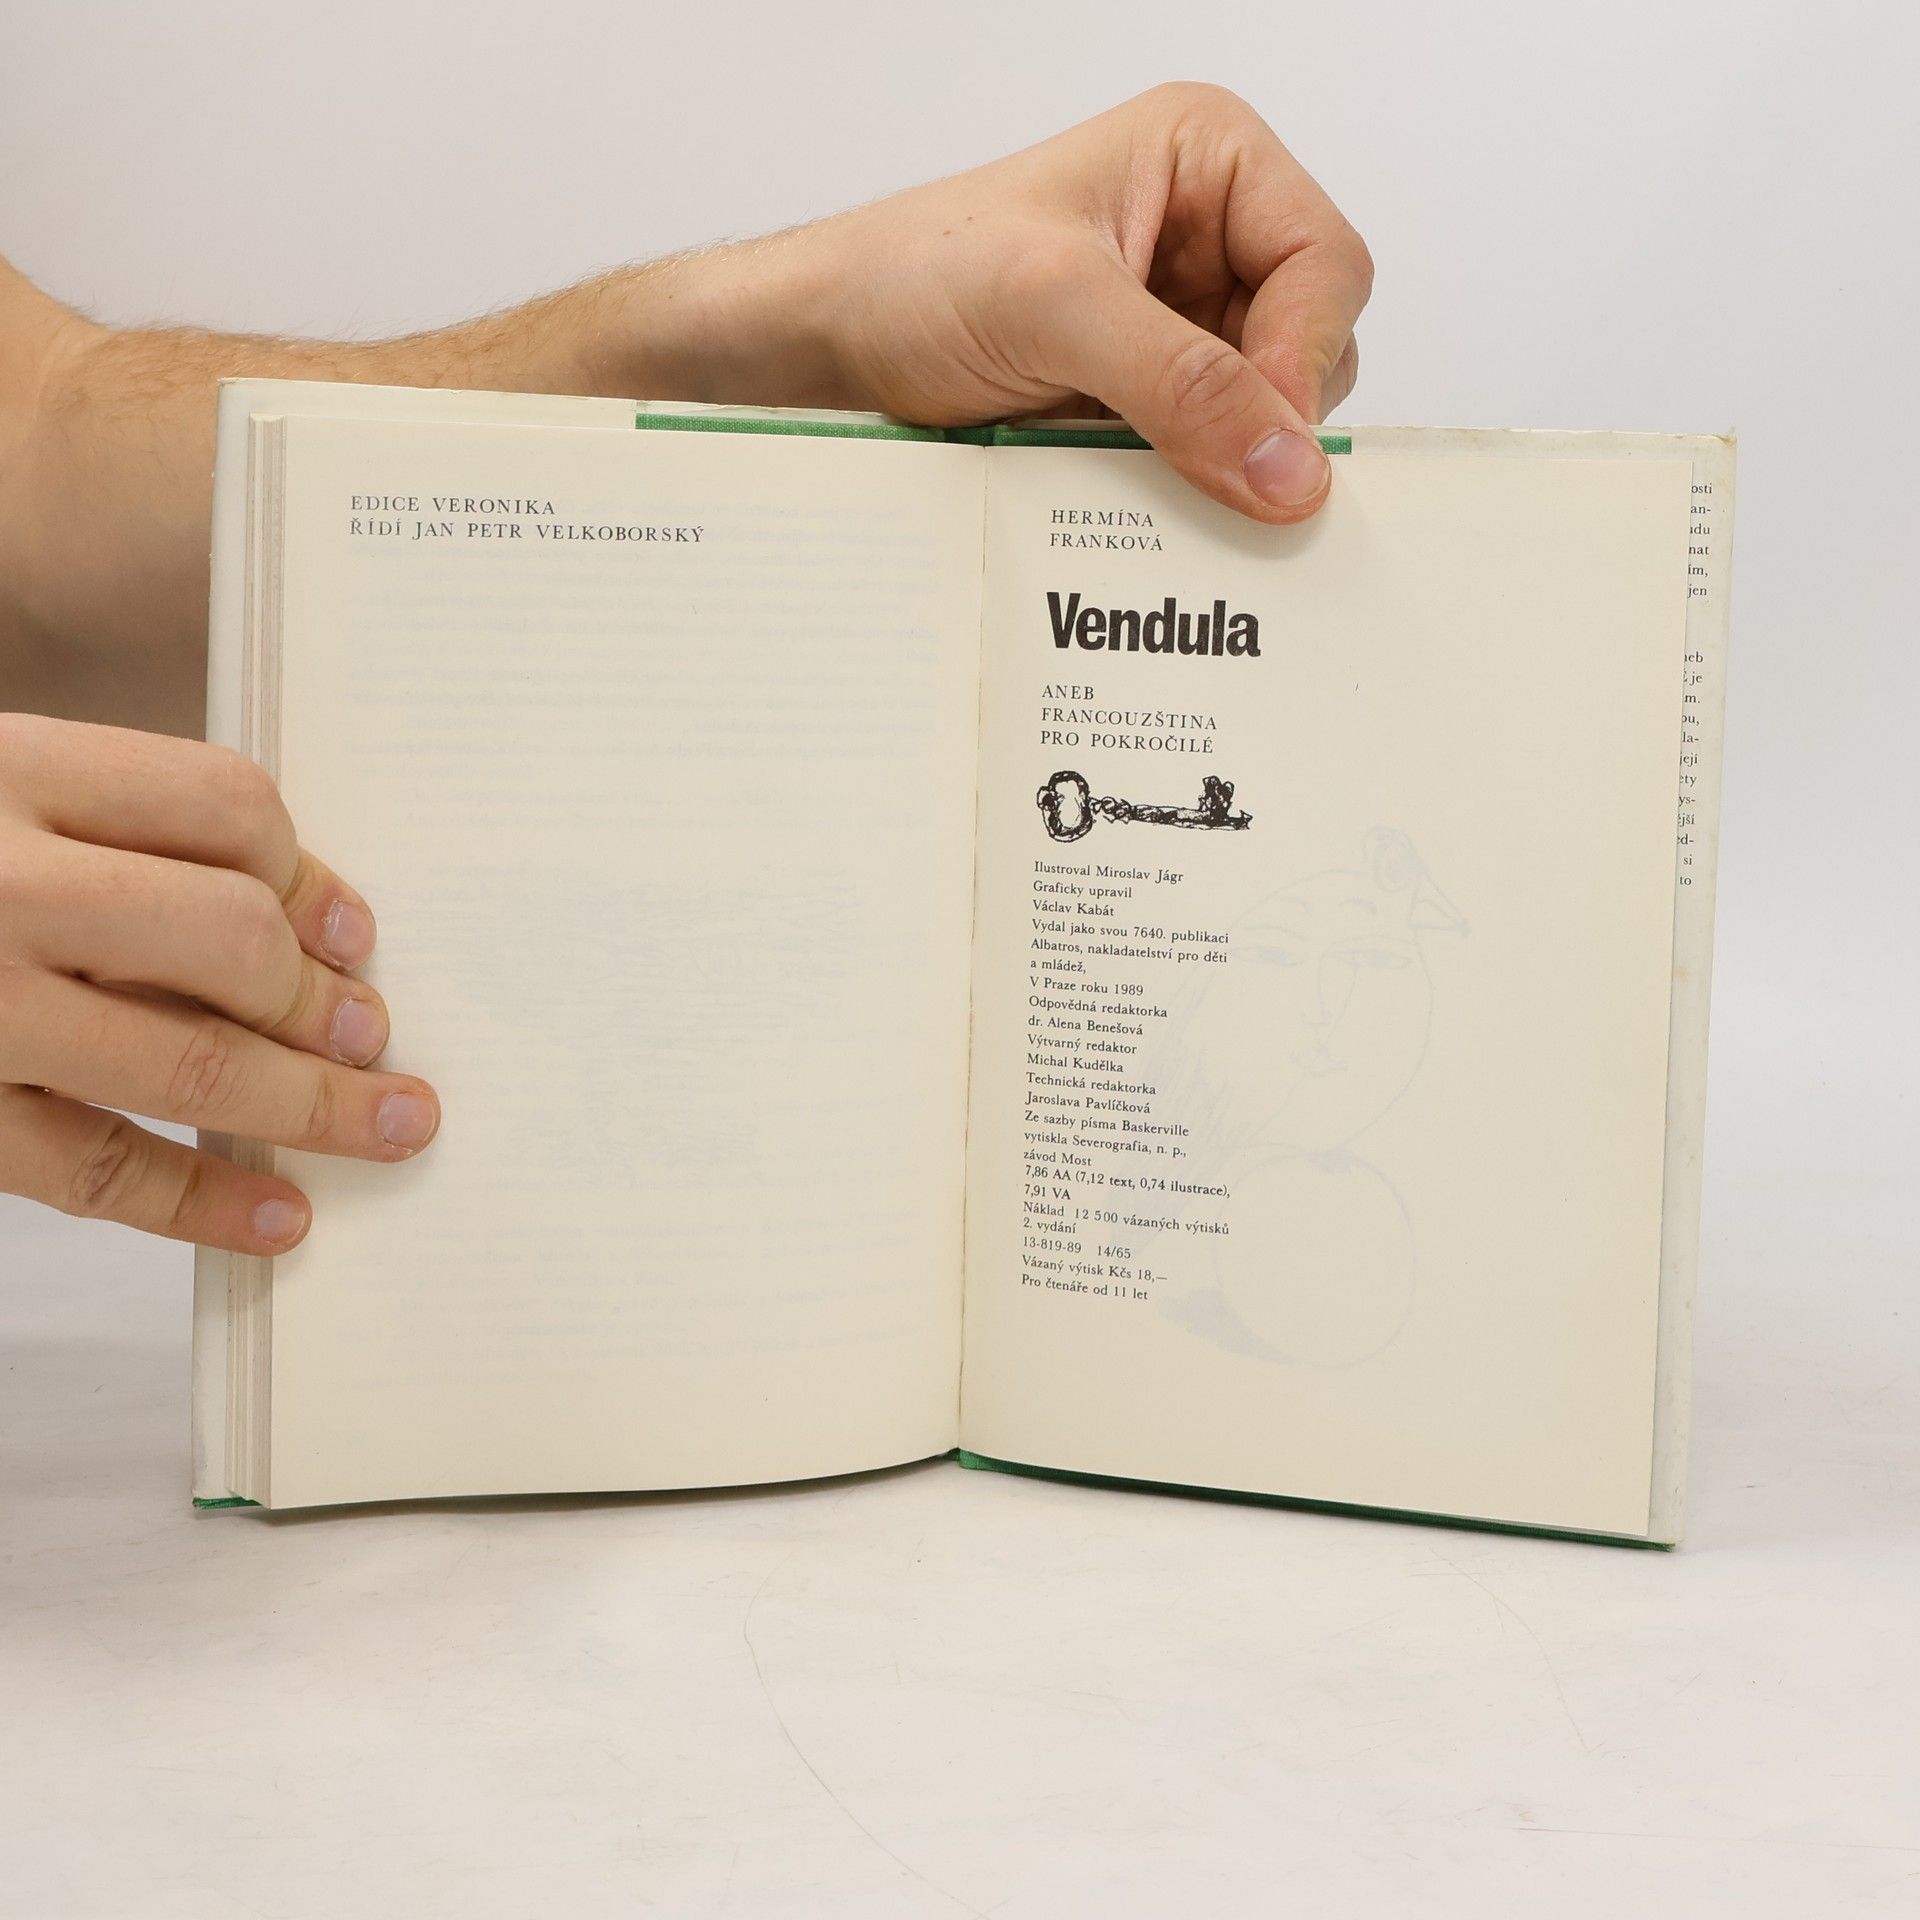 EDICE VERONIKA
ŘÍDÍ JAN PETR VELKOBORSKÝ
HERMÍNA
FRANKOVÁ
Vendula
ANEB
FRANCOUZŠTINA
PRO POKROČILÉ
Ilustroval Miroslav Jágr
Graficky upravil
Václav Kabát
Vydal jako svou 7640. publikaci
Albatros, nakladatelství pro děti
a mládež,
V Praze roku 1989
Odpovědná redaktorka
dr. Alena Benešová
Výtvarný redaktor
Michal Kudělka
Technická redaktorka
Jaroslava Pavlíčková
Ze sazby písma Baskerville
vytiskla Severografia, n. p.,
závod Most
7,86 AA (7,12 text, 0,74 ilustrace),
7,91 VA
Náklad 12 500 vázaných výtisků
2. vydání
13-819-89 14/65
Vázaný výtisk Kčs 18,—
Pro čtenáře od 11 let